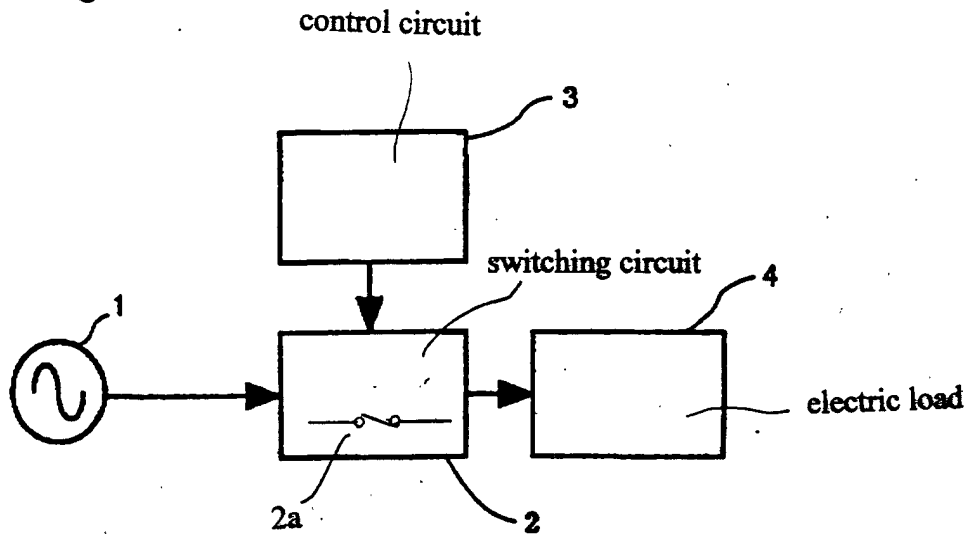 control circuit
3
switching circuit
4
1
electric load
2a
2